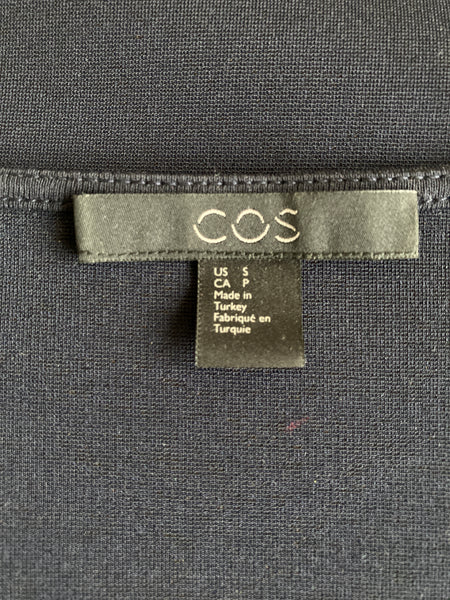 COS
US S
CA P
Made in
Turkey
Fabriqué en
Turquie